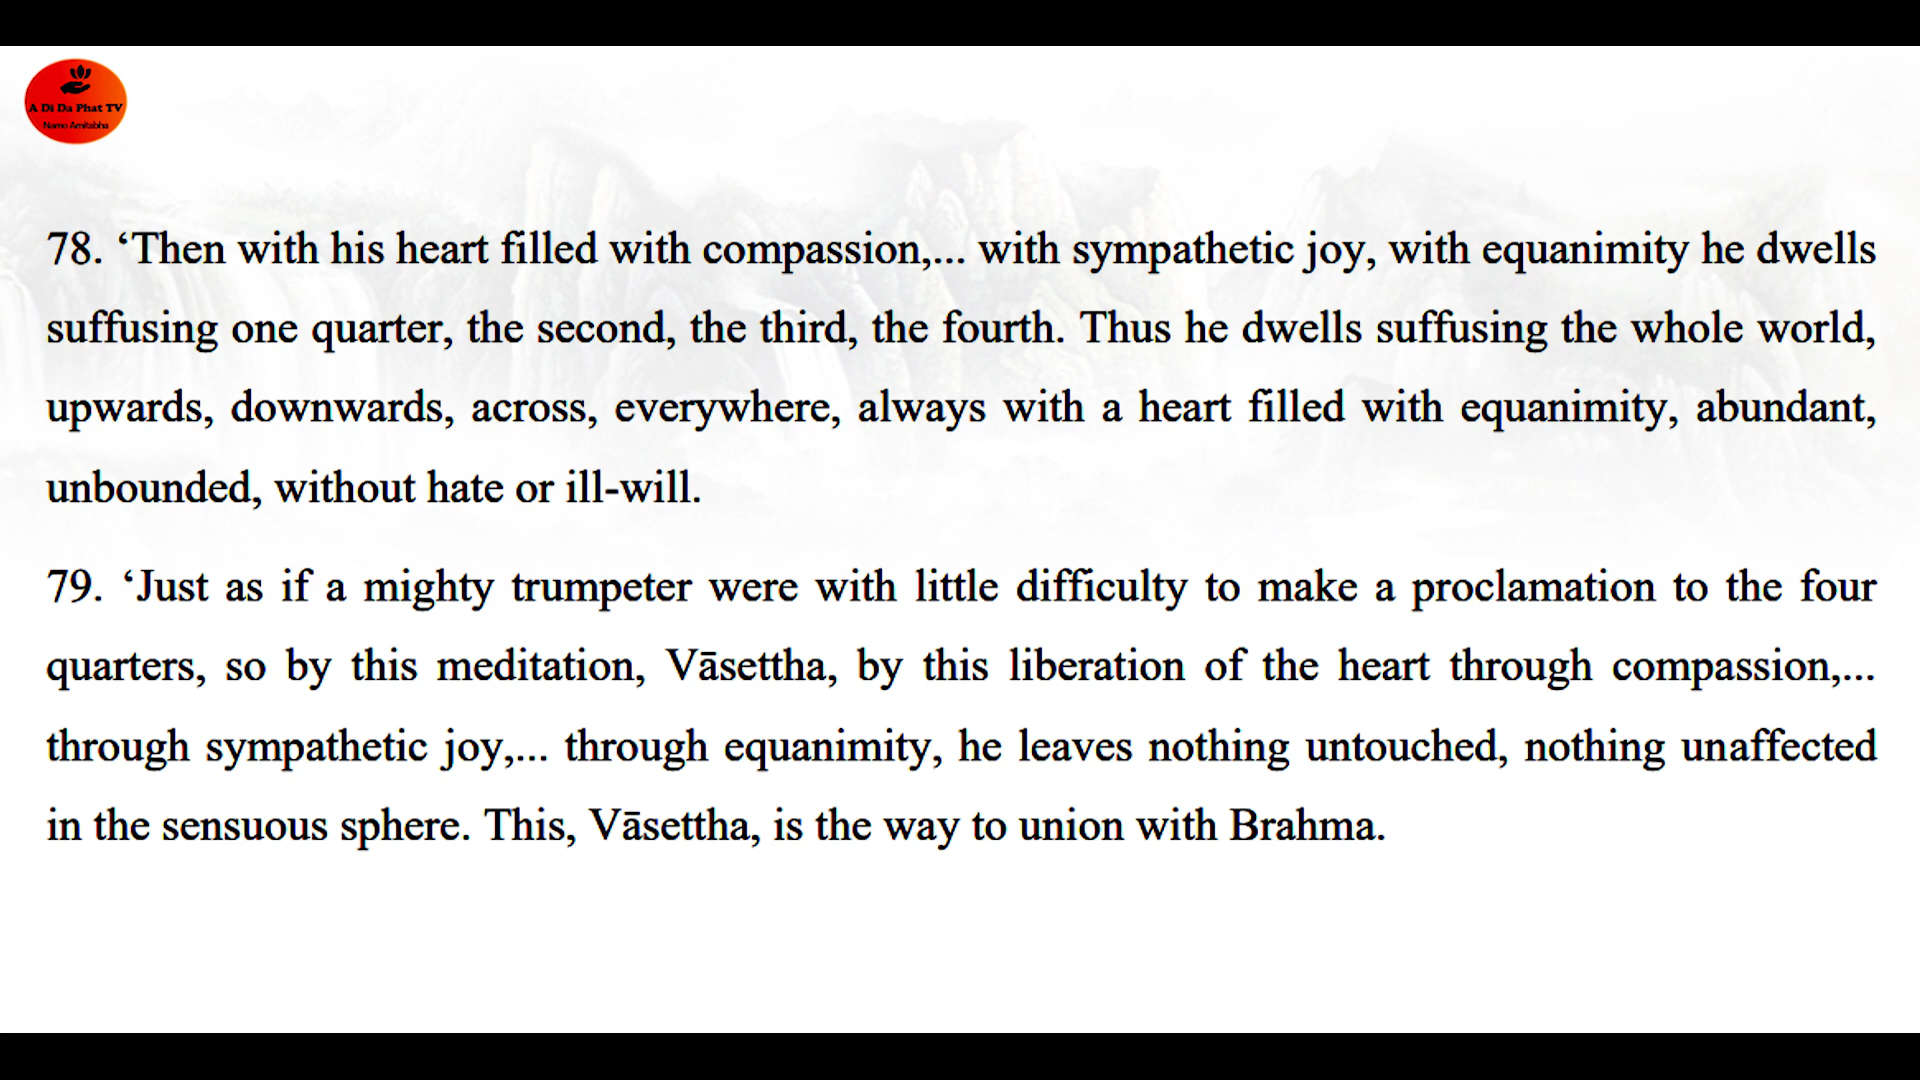 A Di Da Phat TV
Namo Amitabha
78. ‘Then with his heart filled with compassion,... with sympathetic joy, with equanimity he dwells
suffusing one quarter, the second, the third, the fourth. Thus he dwells suffusing the whole world,
upwards, downwards, across, everywhere, always with a heart filled with equanimity, abundant,
unbounded, without hate or ill-will.
79. ‘Just as if a mighty trumpeter were with little difficulty to make a proclamation to the four
quarters, so by this meditation, Vāsettha, by this liberation of the heart through compassion,...
through sympathetic joy,... through equanimity, he leaves nothing untouched, nothing unaffected
in the sensuous sphere. This, Vāsettha, is the way to union with Brahma.